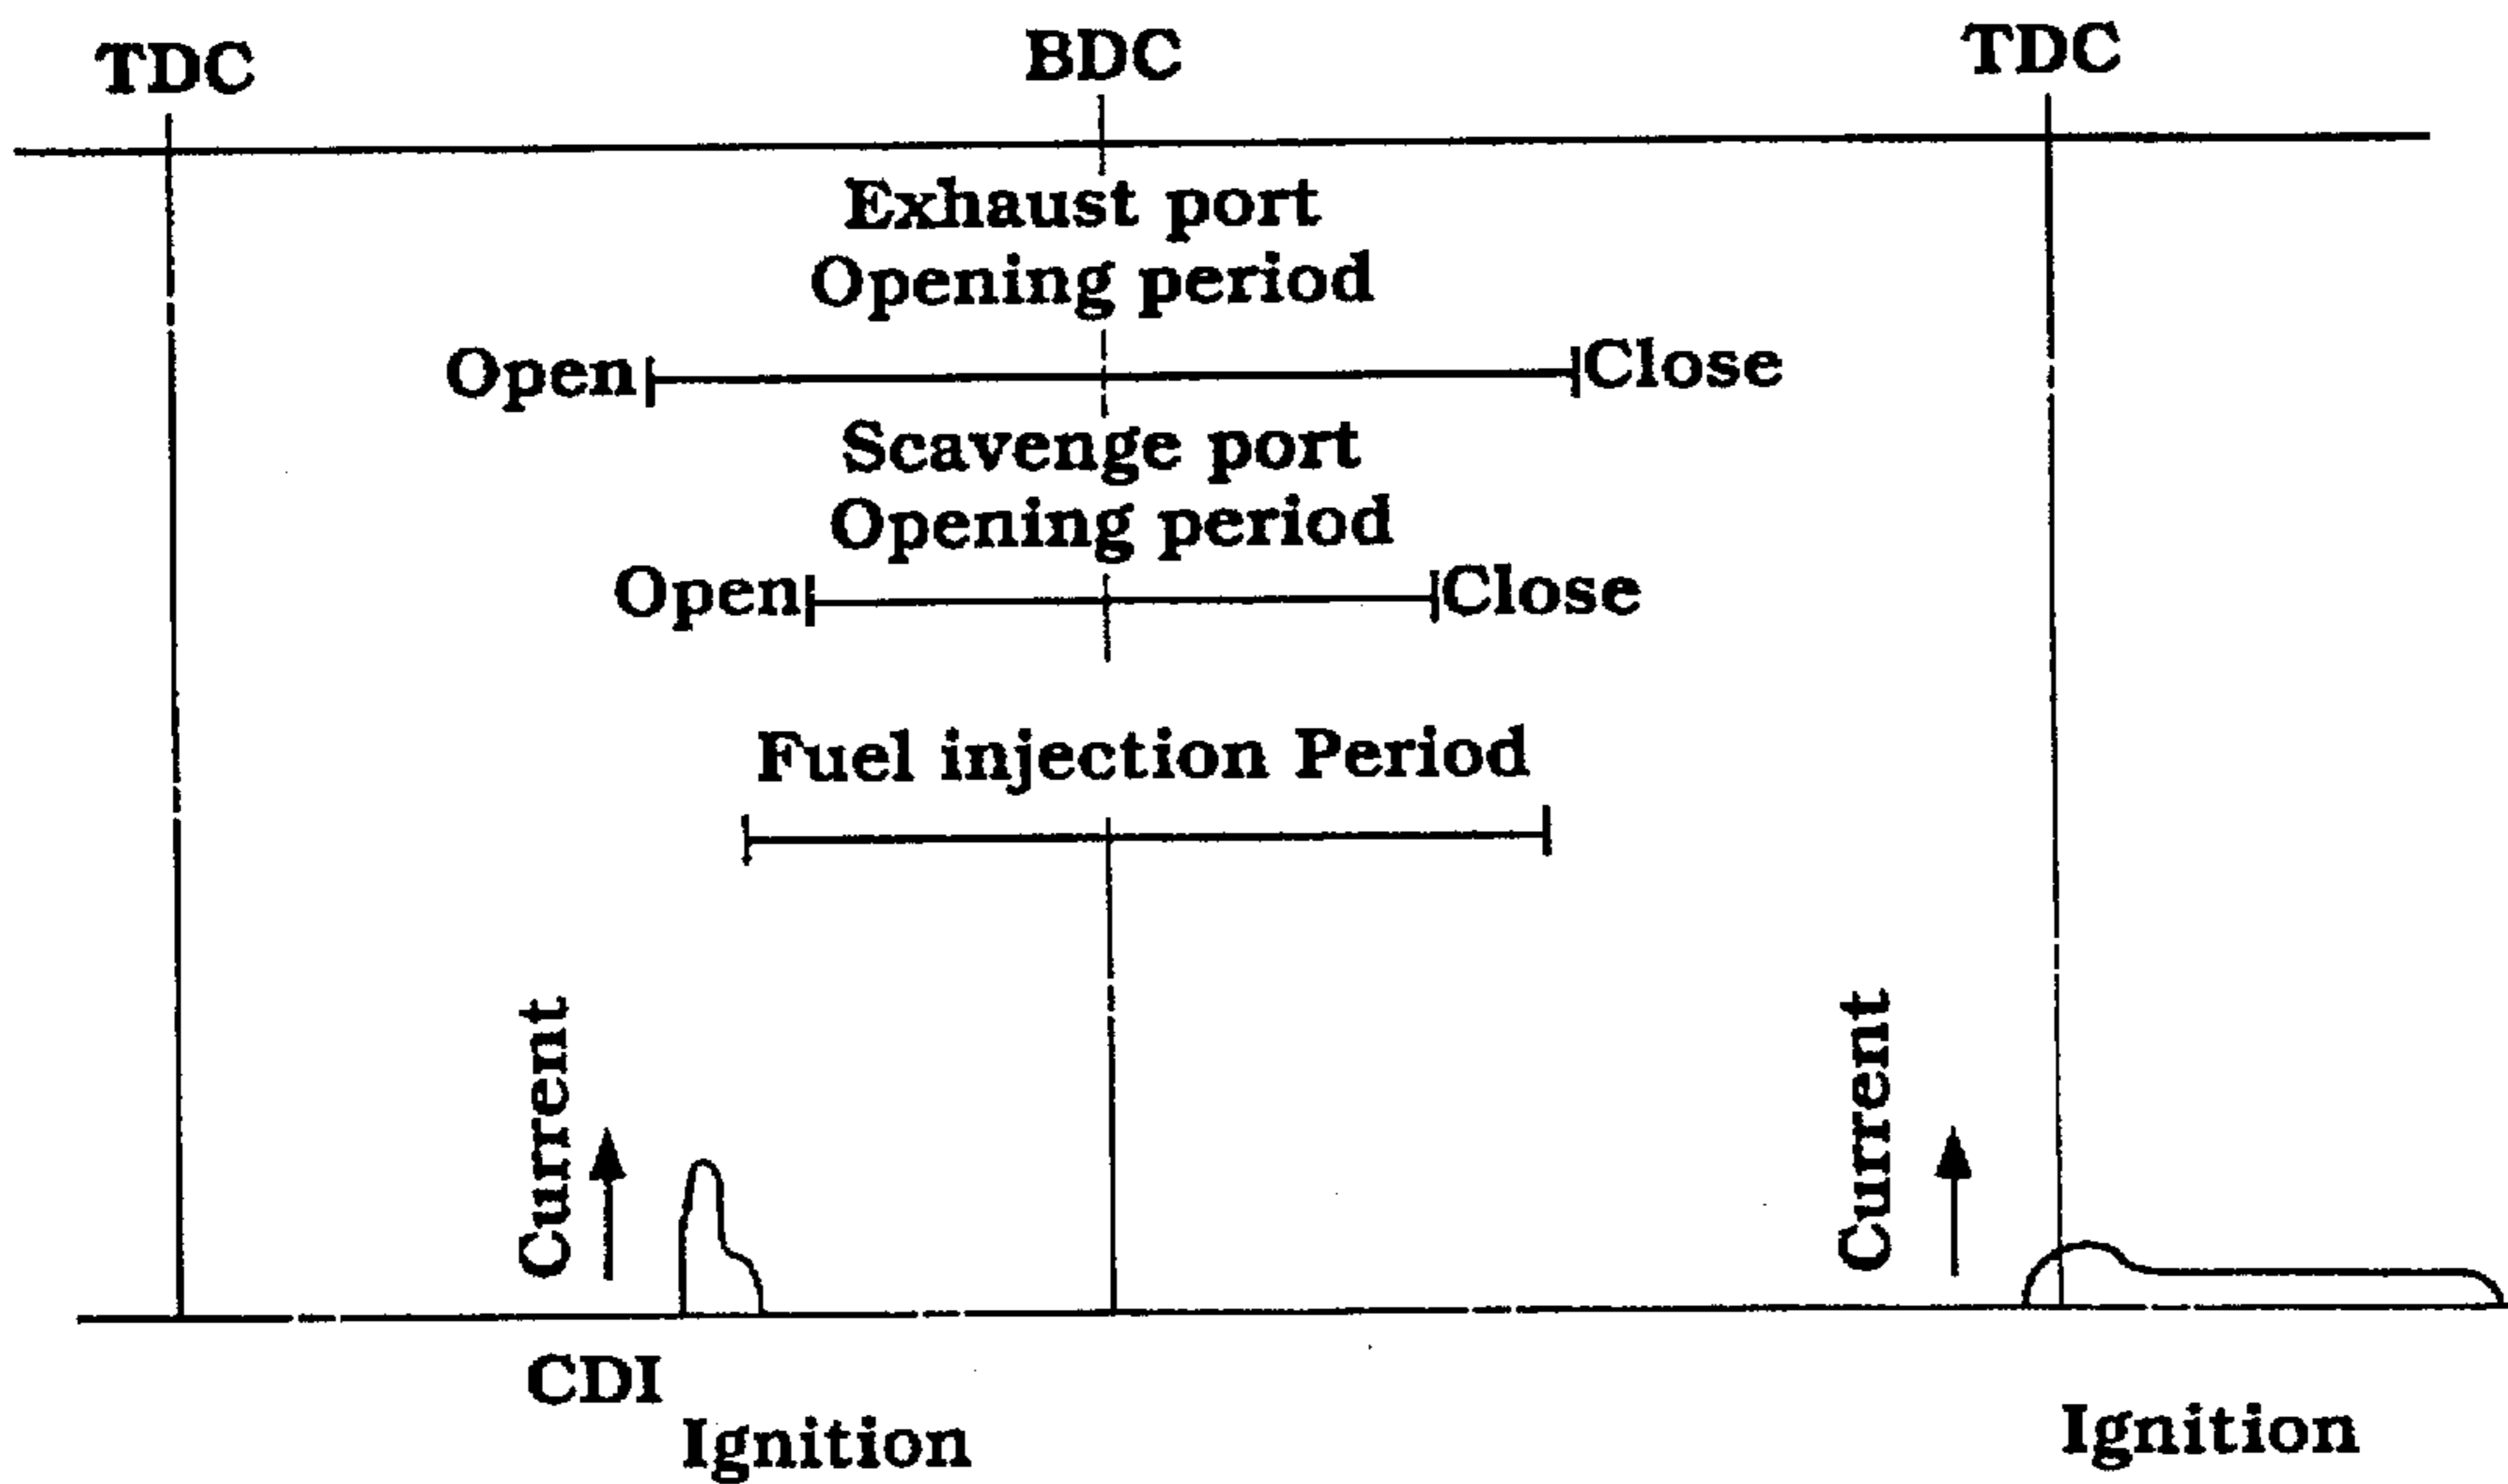 TDC BDC TDC
Exhaust port
Opening period
Open Close
Scavenge port
Opening period
Open Close
Fuel injection Period
Current Current
CDI
Ignition Ignition